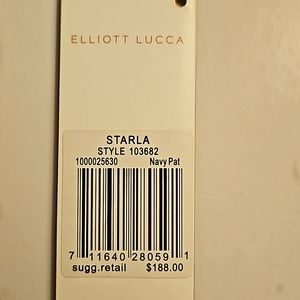 ELLIOTT LUCCA
STARLA
STYLE 103682
1000025630 Navy Pat
7 11640 28059 1
sugg.retail $188.00